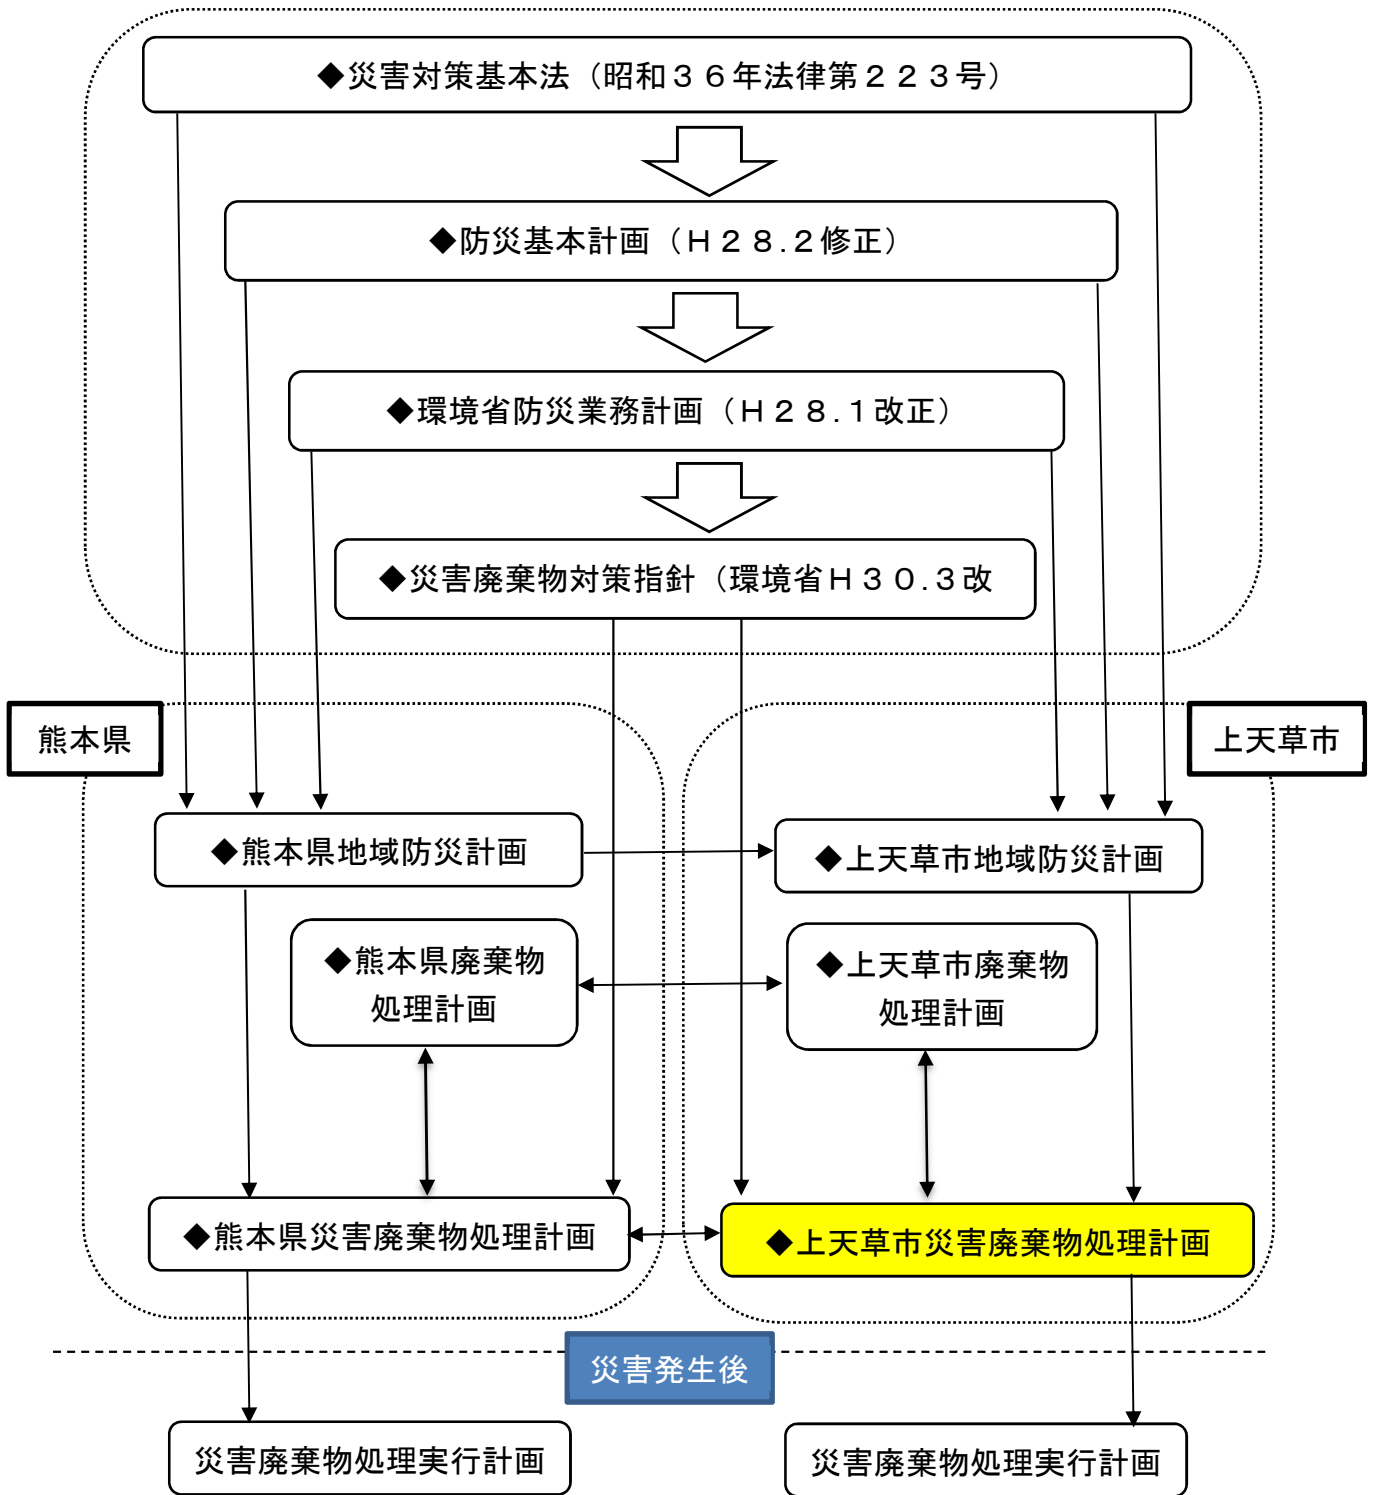 ◆災害対策基本法（昭和３６年法律第２２３号）
◆防災基本計画（Ｈ２８.２修正）
◆環境省防災業務計画（Ｈ２８.１改正）
◆災害廃棄物対策指針（環境省Ｈ３０.３改
熊本県
上天草市
◆熊本県地域防災計画
◆上天草市地域防災計画
◆熊本県廃棄物
処理計画
◆上天草市廃棄物
処理計画
◆熊本県災害廃棄物処理計画
◆上天草市災害廃棄物処理計画
災害発生後
災害廃棄物処理実行計画
災害廃棄物処理実行計画